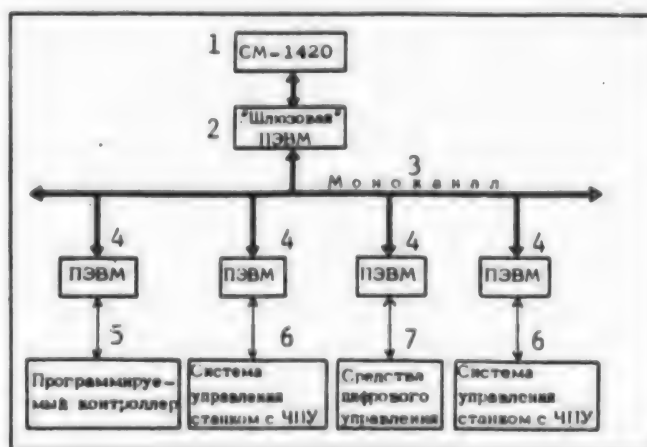 1 СМ-1420
2 "Шлюзовая"
ПЭВМ
3
Моноканал
4 4 4 4
ПЭВМ ПЭВМ ПЭВМ ПЭВМ
5 6 7 6
Программируе-
мый контроллер
Система
управления
станком с ЧПУ
Средства
цифрового
управления
Система
управления
станком с ЧПУ